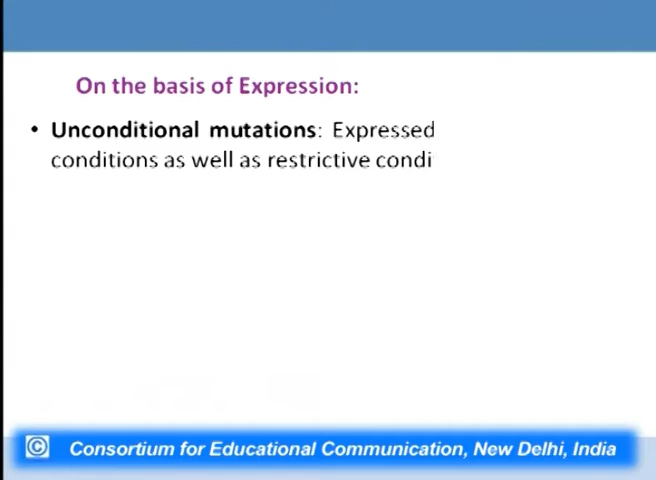 On the basis of Expression:
• Unconditional mutations: Expressed
conditions as well as restrictive condi
© Consortium for Educational Communication, New Delhi, India